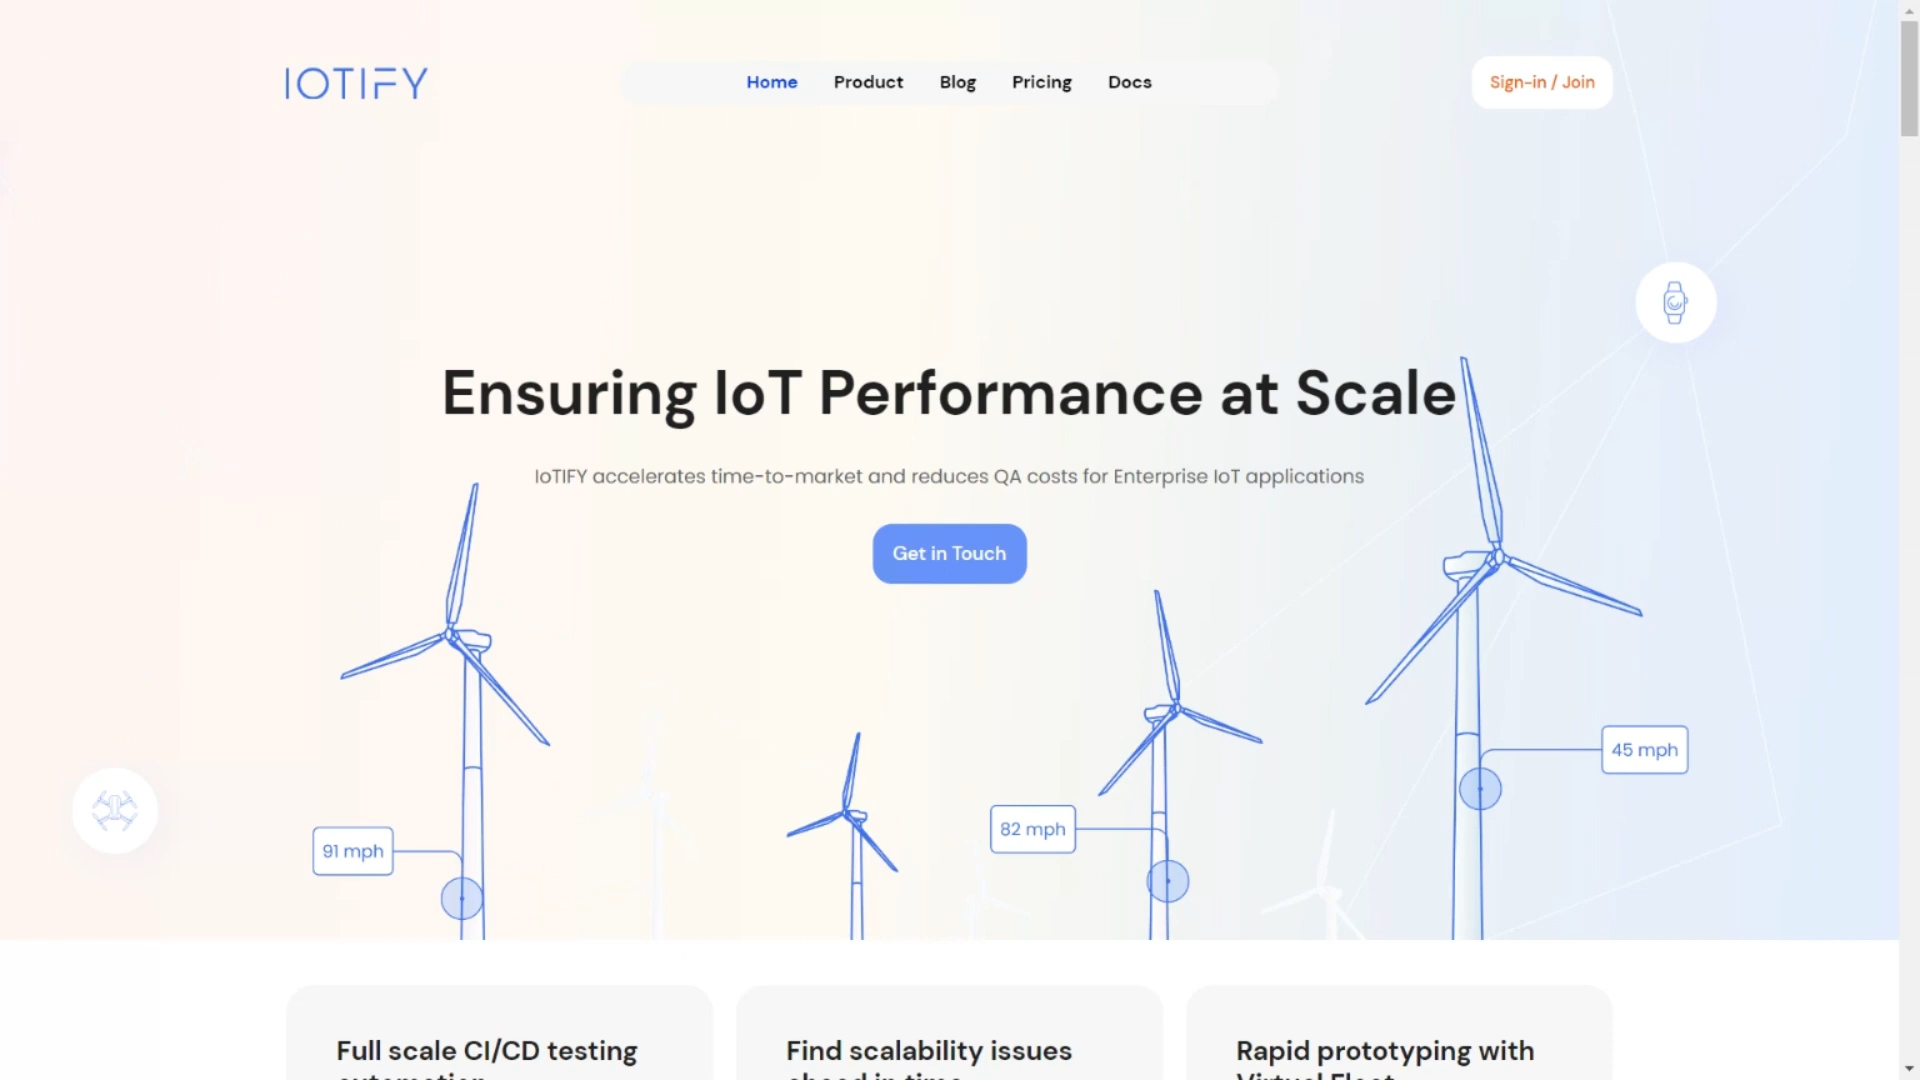 IOTIFY
Home Product Blog Pricing Docs
Sign-in / Join
Ensuring IoT Performance at Scale
IoTIFY accelerates time-to-market and reduces QA costs for Enterprise IoT applications
Get in Touch
45 mph
82 mph
91 mph
Full scale CI/CD testing
automation
Find scalability issues
ahead in time
Rapid prototyping with
Virtual Fleet